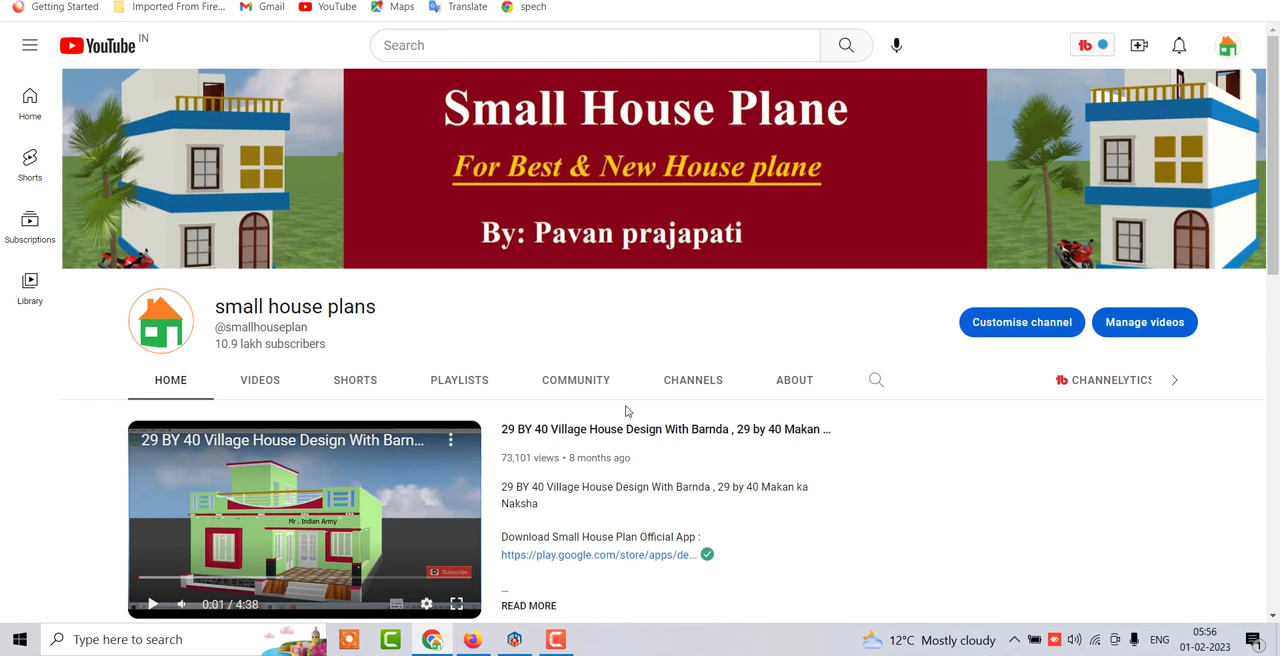 Getting Started
Imported From Fire...
Gmail
YouTube
Maps
Translate
spech
YouTube IN
Search
Home
Shorts
Subscriptions
Library
Small House Plane
For Best & New House plane
By: Pavan prajapati
small house plans
@smallhouseplan
10.9 lakh subscribers
Customise channel
Manage videos
HOME
VIDEOS
SHORTS
PLAYLISTS
COMMUNITY
CHANNELS
ABOUT
CHANNELYTICS
29 BY 40 Village House Design With Barn...
Mr . Indian Army
Subscribe
0:01 / 4:38
29 BY 40 Village House Design With Barnda , 29 by 40 Makan ...
73,101 views • 8 months ago
29 BY 40 Village House Design With Barnda , 29 by 40 Makan ka
Naksha
Download Small House Plan Official App :
https://play.google.com/store/apps/de...
...
READ MORE
Type here to search
12°C Mostly cloudy
ENG
05:56
01-02-2023
1